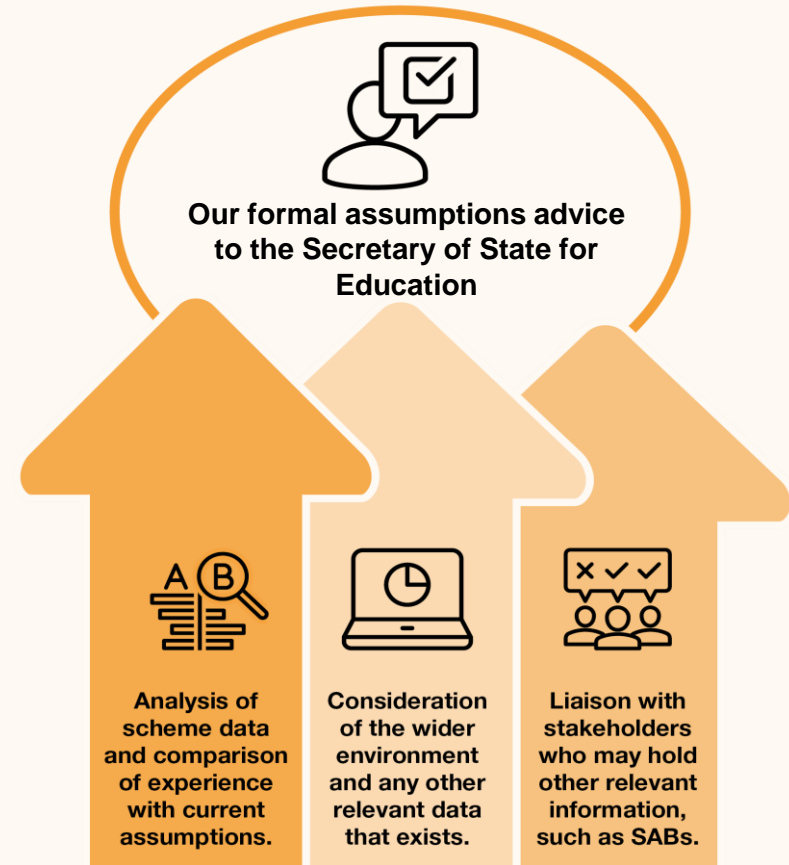 Our formal assumptions advice
to the Secretary of State for
Education
A B
Analysis of
scheme data
and comparison
of experience
with current
assumptions.
Consideration
of the wider
environment
and any other
relevant data
that exists.
Liaison with
stakeholders
who may hold
other relevant
information,
such as SABs.